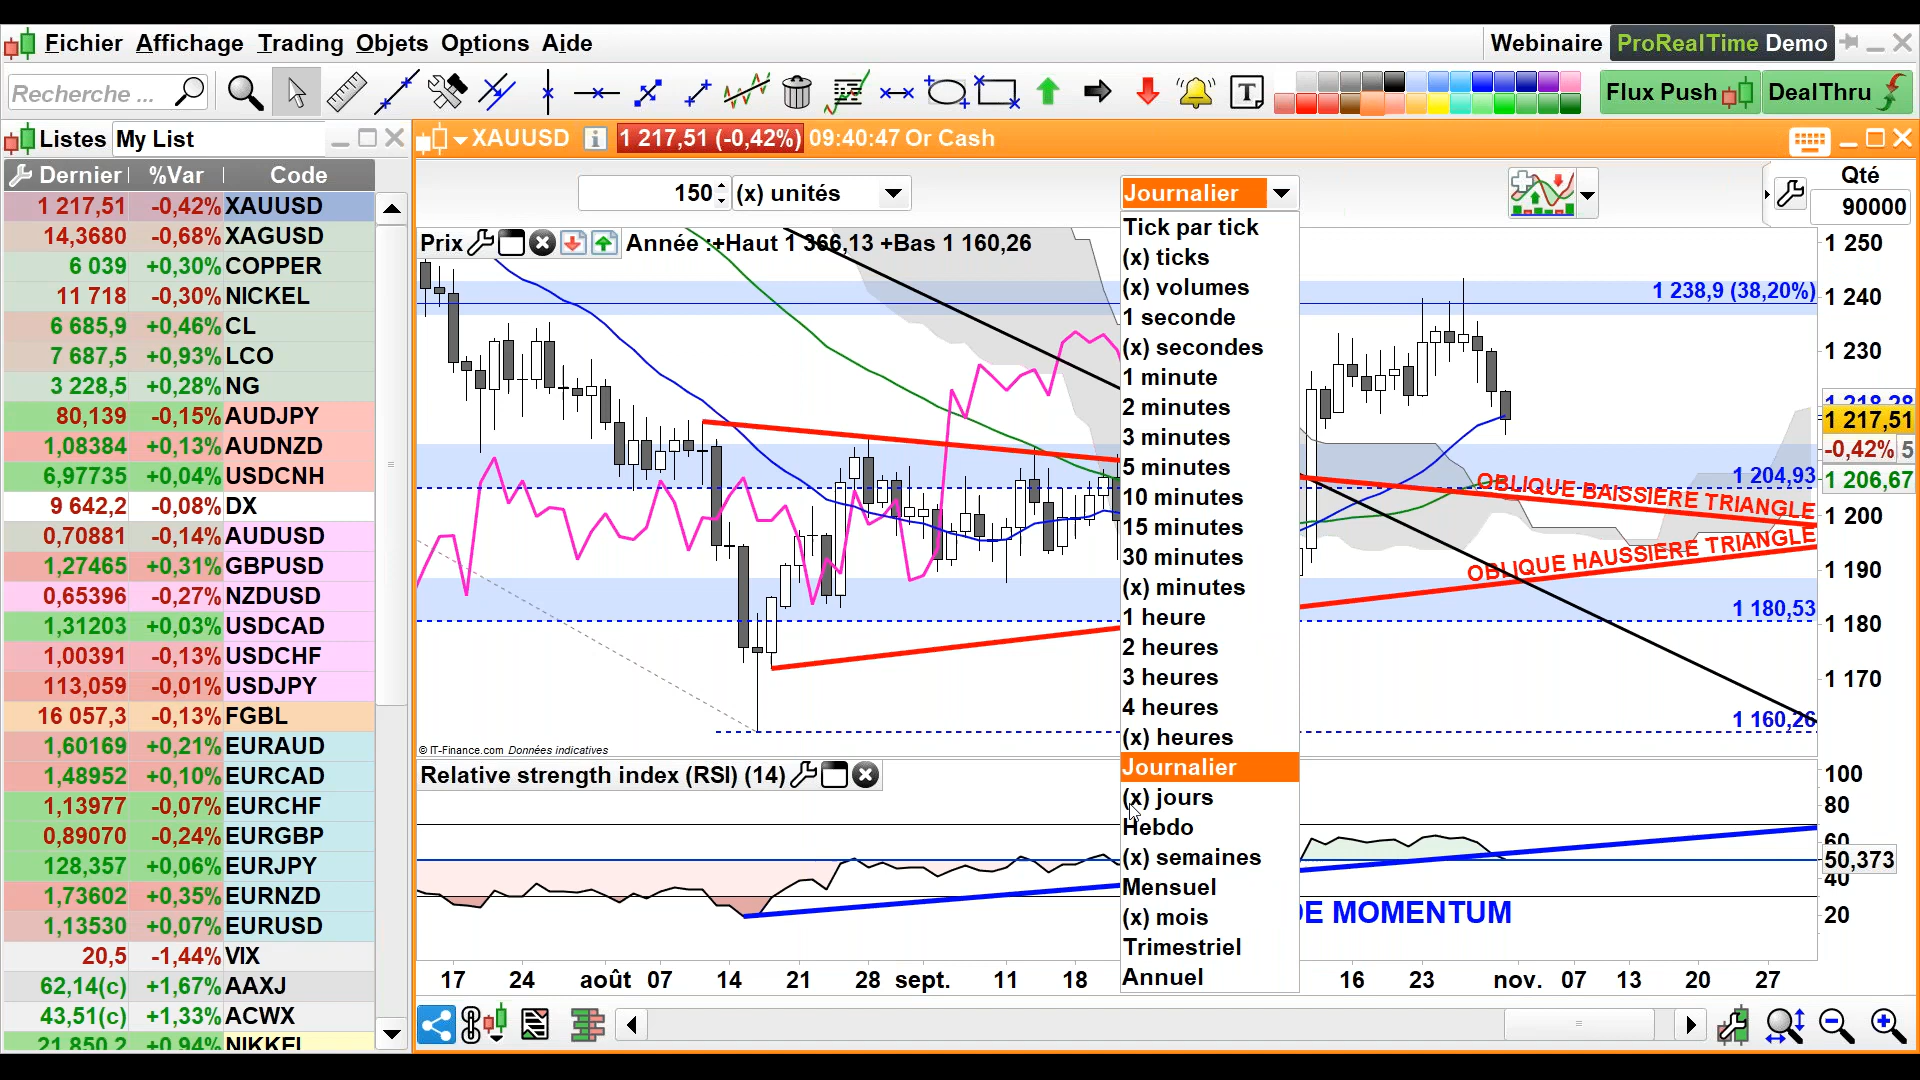 Fichier Affichage Trading Objets Options Aide
Webinaire ProRealTime Demo
Recherche ...
T
Flux Push DealThru
Listes My List
Dernier %Var Code
1 217,51 -0,42% XAUUSD
14,3680 -0,68% XAGUSD
6 039 +0,30% COPPER
11 718 -0,30% NICKEL
6 685,9 +0,46% CL
7 687,5 +0,93% LCO
3 228,5 +0,28% NG
80,139 -0,15% AUDJPY
1,08384 +0,13% AUDNZD
6,97735 +0,04% USDCNH
9 642,2 -0,08% DX
0,70881 -0,14% AUDUSD
1,27465 +0,31% GBPUSD
0,65396 -0,27% NZDUSD
1,31203 +0,03% USDCAD
1,00391 -0,13% USDCHF
113,059 -0,01% USDJPY
16 057,3 -0,13% FGBL
1,60169 +0,21% EURAUD
1,48952 +0,10% EURCAD
1,13977 -0,07% EURCHF
0,89070 -0,24% EURGBP
128,357 +0,06% EURJPY
1,73602 +0,35% EURNZD
1,13530 +0,07% EURUSD
20,5 -1,44% VIX
62,14(c) +1,67% AAXJ
43,51(c) +1,33% ACWX
21 850,2 +0,94% NIKKEI
XAUUSD i 1 217,51 (-0,42%) 09:40:47 Or Cash
150 (x) unités
Journalier
Qté
90000
Prix Année :+Haut 1 366,13 +Bas 1 160,26
Tick par tick
(x) ticks
(x) volumes
1 seconde
(x) secondes
1 minute
2 minutes
3 minutes
5 minutes
10 minutes
15 minutes
30 minutes
(x) minutes
1 heure
2 heures
3 heures
4 heures
(x) heures
Journalier
(x) jours
Hebdo
(x) semaines
Mensuel
(x) mois
Trimestriel
Annuel
1 238,9 (38,20%)
1 204,93
OBLIQUE BAISSIERE TRIANGLE
OBLIQUE HAUSSIERE TRIANGLE
1 180,53
1 160,26
1 250
1 240
1 230
1 218,28
1 217,51
-0,42% 5
1 206,67
1 200
1 190
1 180
1 170
© IT-Finance.com Données indicatives
Relative strength index (RSI) (14)
DE MOMENTUM
100
80
60
50,373
40
20
17 24 août 07 14 21 28 sept. 11 18 16 23 nov. 07 13 20 27